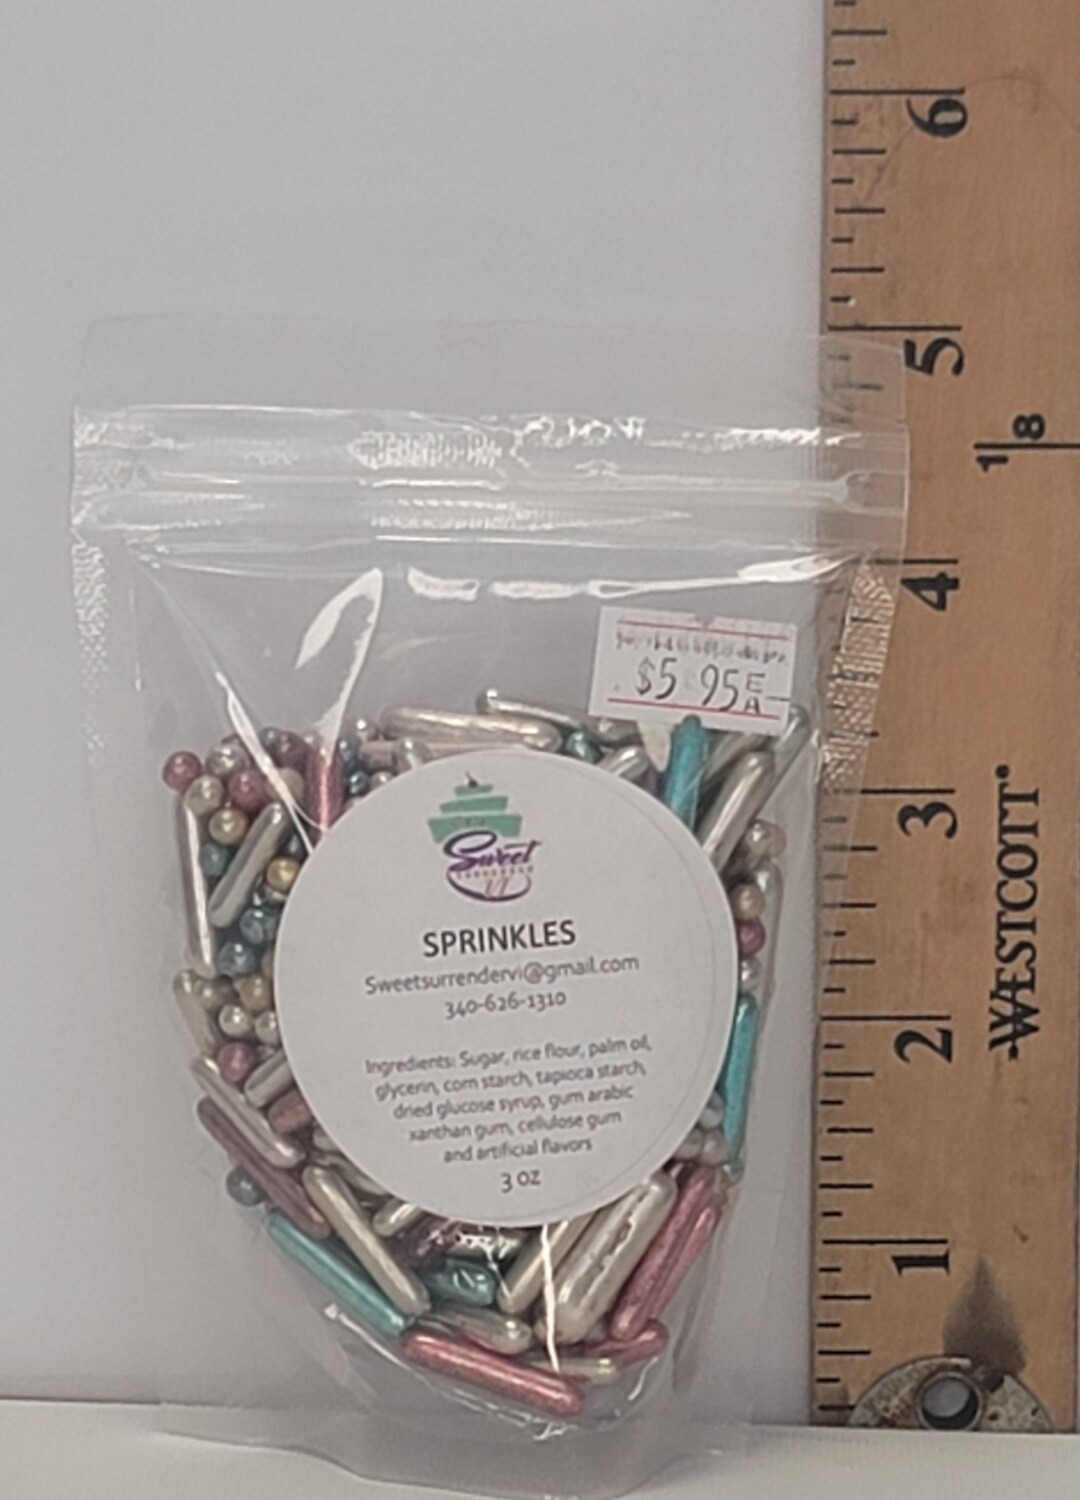 6
5
1|8
4
$5.95 EA
3
WESTCOTT
Sweet
VI
SPRINKLES
Sweetsurrendervi@gmail.com
340-626-1310
2
Ingredients: Sugar, rice flour, palm oil,
glycerin, corn starch, tapioca starch,
dried glucose syrup, gum arabic
xanthan gum, cellulose gum
and artificial flavors
3 oz
1